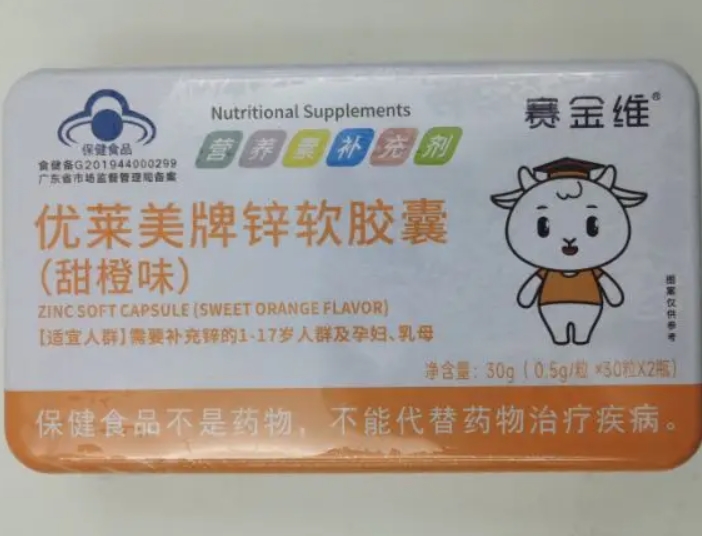 Nutritional Supplements
营养素补充剂
赛金维®
保健食品
食健备G201944000299
广东省市场监督管理局备案
优莱美牌锌软胶囊
(甜橙味)
ZINC SOFT CAPSULE (SWEET ORANGE FLAVOR)
【适宜人群】需要补充锌的1-17岁人群及孕妇、乳母
图案仅供参考
净含量：30g（0.5g/粒×30粒X2瓶）
保健食品不是药物，不能代替药物治疗疾病。